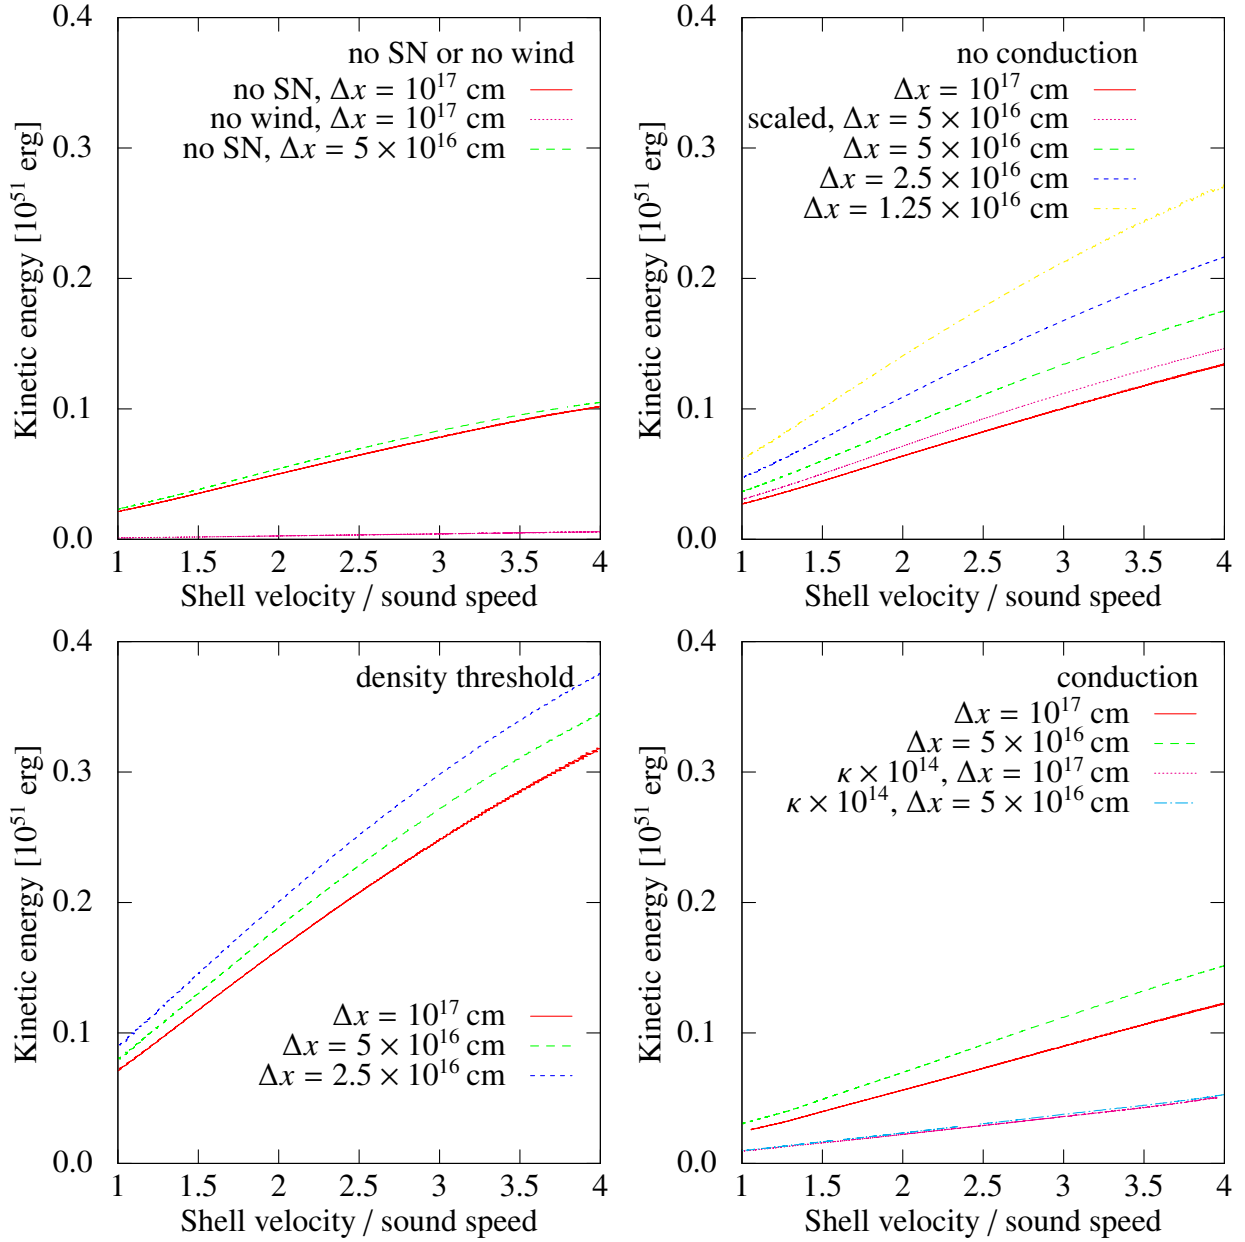 no SN or no wind
no SN, Δx = 10^17 cm
no wind, Δx = 10^17 cm
no SN, Δx = 5 × 10^16 cm
Kinetic energy [10^51 erg]
0.4
0.3
0.2
0.1
0.0
1 1.5 2 2.5 3 3.5 4
Shell velocity / sound speed
no conduction
Δx = 10^17 cm
scaled, Δx = 5 × 10^16 cm
Δx = 5 × 10^16 cm
Δx = 2.5 × 10^16 cm
Δx = 1.25 × 10^16 cm
Kinetic energy [10^51 erg]
0.4
0.3
0.2
0.1
0.0
1 1.5 2 2.5 3 3.5 4
Shell velocity / sound speed
density threshold
Δx = 10^17 cm
Δx = 5 × 10^16 cm
Δx = 2.5 × 10^16 cm
Kinetic energy [10^51 erg]
0.4
0.3
0.2
0.1
0.0
1 1.5 2 2.5 3 3.5 4
Shell velocity / sound speed
conduction
Δx = 10^17 cm
Δx = 5 × 10^16 cm
κ × 10^14, Δx = 10^17 cm
κ × 10^14, Δx = 5 × 10^16 cm
Kinetic energy [10^51 erg]
0.4
0.3
0.2
0.1
0.0
1 1.5 2 2.5 3 3.5 4
Shell velocity / sound speed